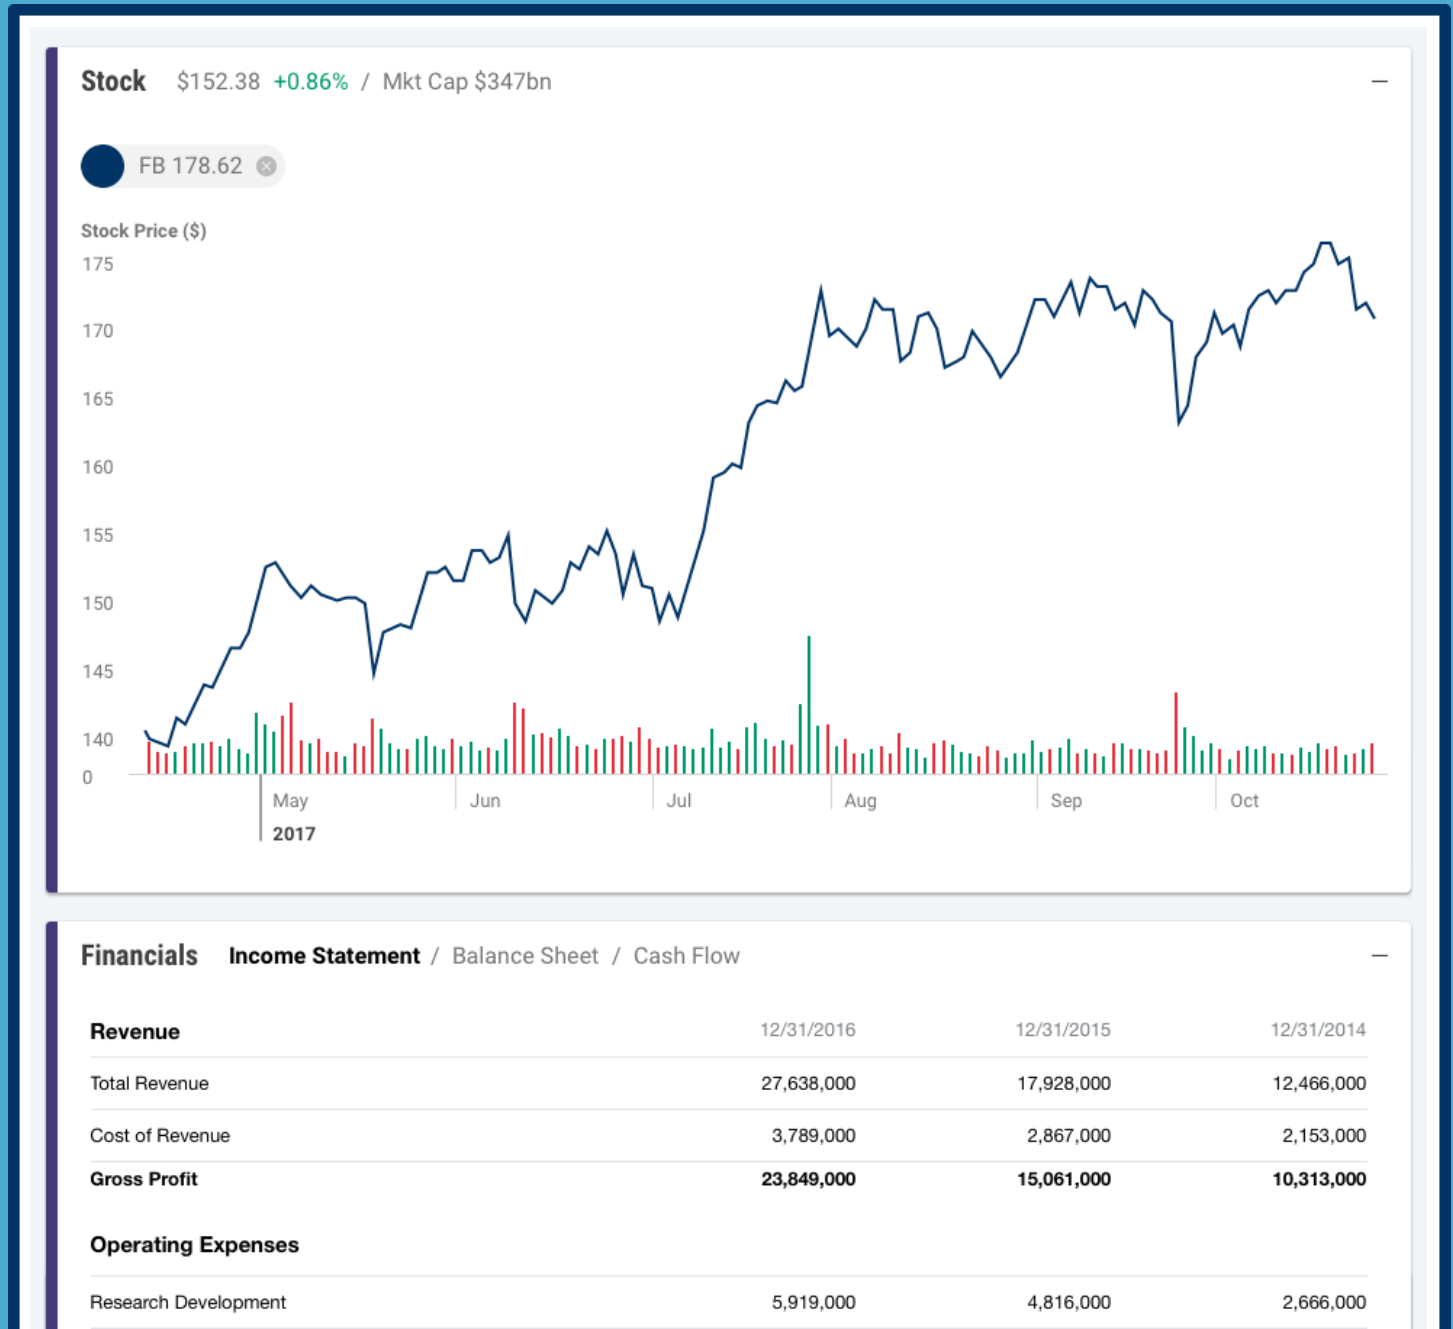 Stock $152.38 +0.86% / Mkt Cap $347bn
FB 178.62
Stock Price ($)
175
170
165
160
155
150
145
140
0
May Jun Jul Aug Sep Oct
2017
Financials Income Statement / Balance Sheet / Cash Flow
Revenue 12/31/2016 12/31/2015 12/31/2014
Total Revenue 27,638,000 17,928,000 12,466,000
Cost of Revenue 3,789,000 2,867,000 2,153,000
Gross Profit 23,849,000 15,061,000 10,313,000
Operating Expenses
Research Development 5,919,000 4,816,000 2,666,000